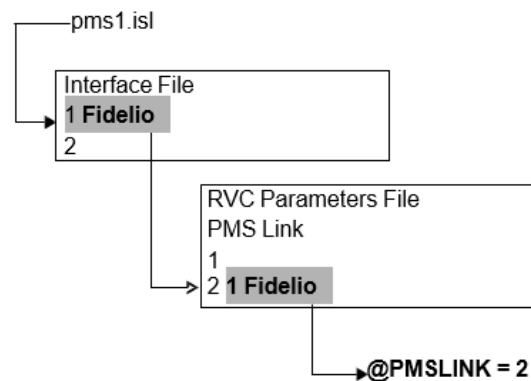 pms1.isl
Interface File
1 Fidelio
2
RVC Parameters File
PMS Link
1
2 1 Fidelio
@PMSLINK = 2